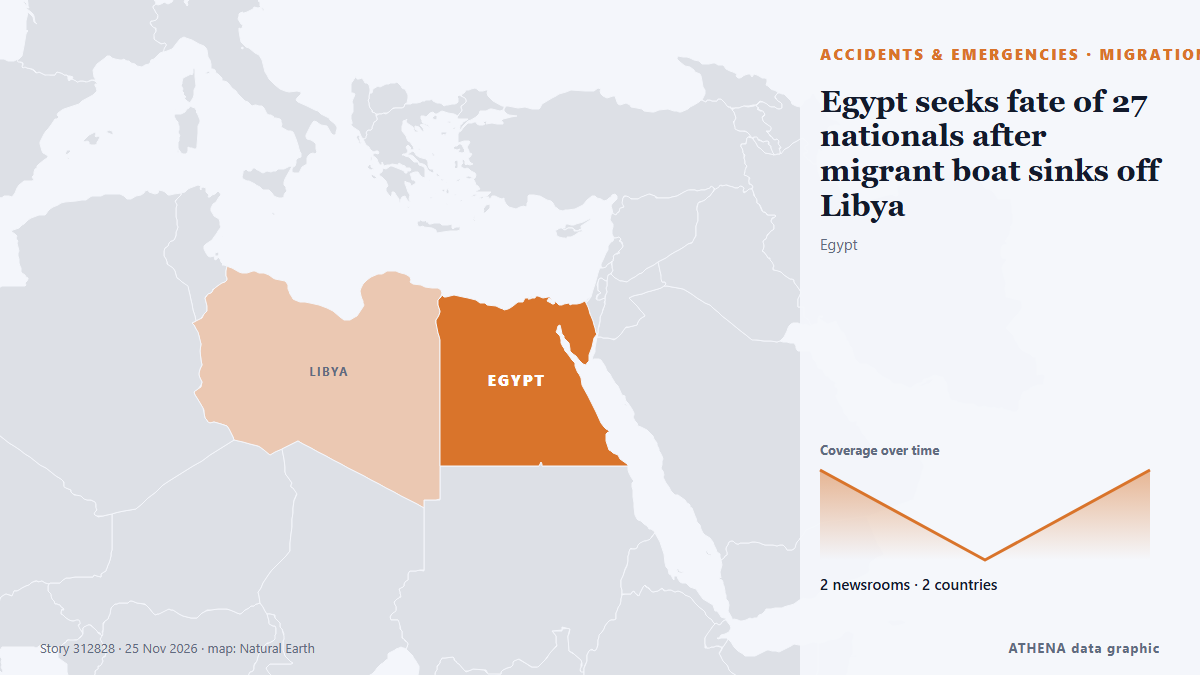 ACCIDENTS & EMERGENCIES · MIGRATION
Egypt seeks fate of 27
nationals after
migrant boat sinks off
Libya
Egypt
LIBYA
EGYPT
Coverage over time
2 newsrooms · 2 countries
Story 312828 · 25 Nov 2026 · map: Natural Earth
ATHENA data graphic